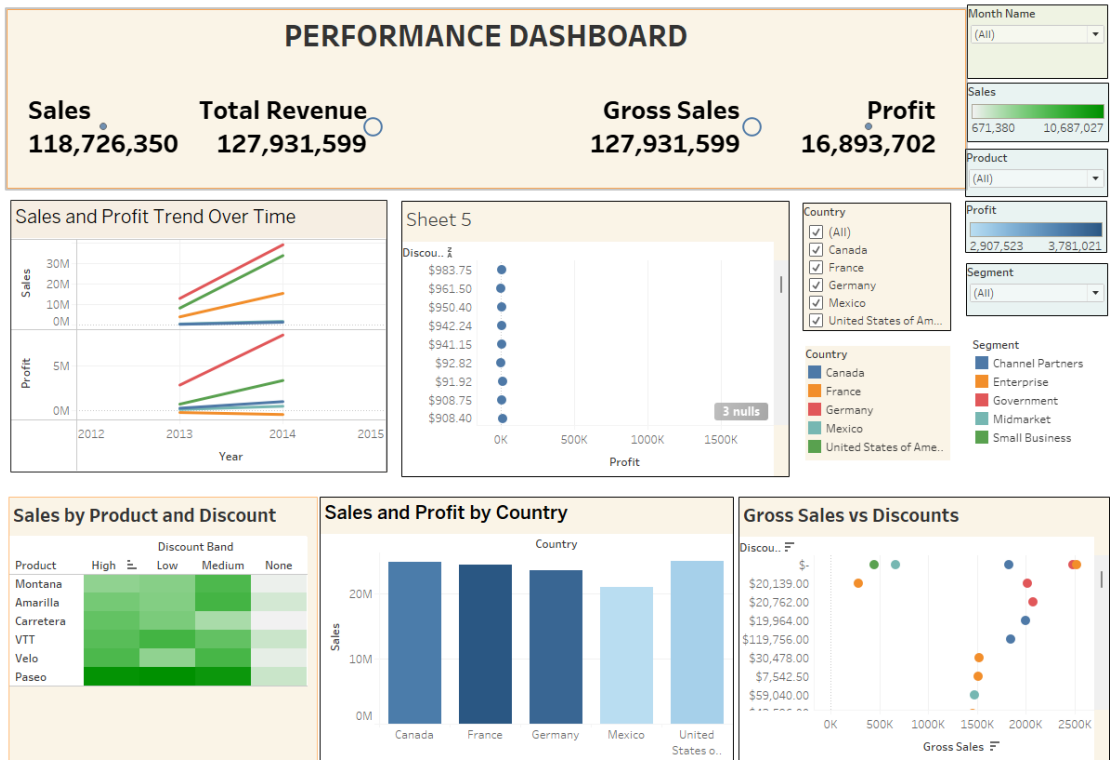 PERFORMANCE DASHBOARD
Sales
118,726,350
Total Revenue
127,931,599
Gross Sales
127,931,599
Profit
16,893,702
Month Name
(All)
Sales
671,380 10,687,027
Product
(All)
Profit
2,907,523 3,781,021
Segment
(All)
Sales and Profit Trend Over Time
Sales
30M
20M
10M
0M
Profit
5M
0M
2012 2013 2014 2015
Year
Sheet 5
Discou..
$983.75
$961.50
$950.40
$942.24
$941.15
$92.82
$91.92
$908.75
$908.40
3 nulls
0K 500K 1000K 1500K
Profit
Country
(All)
Canada
France
Germany
Mexico
United States of Am...
Country
Canada
France
Germany
Mexico
United States of Ame..
Segment
Channel Partners
Enterprise
Government
Midmarket
Small Business
Sales by Product and Discount
Discount Band
Product High Low Medium None
Montana
Amarilla
Carretera
VTT
Velo
Paseo
Sales and Profit by Country
Country
Sales
20M
10M
0M
Canada France Germany Mexico United
States o..
Gross Sales vs Discounts
Discou..
$-
$20,139.00
$20,762.00
$19,964.00
$119,756.00
$30,478.00
$7,542.50
$59,040.00
0K 500K 1000K 1500K 2000K 2500K
Gross Sales